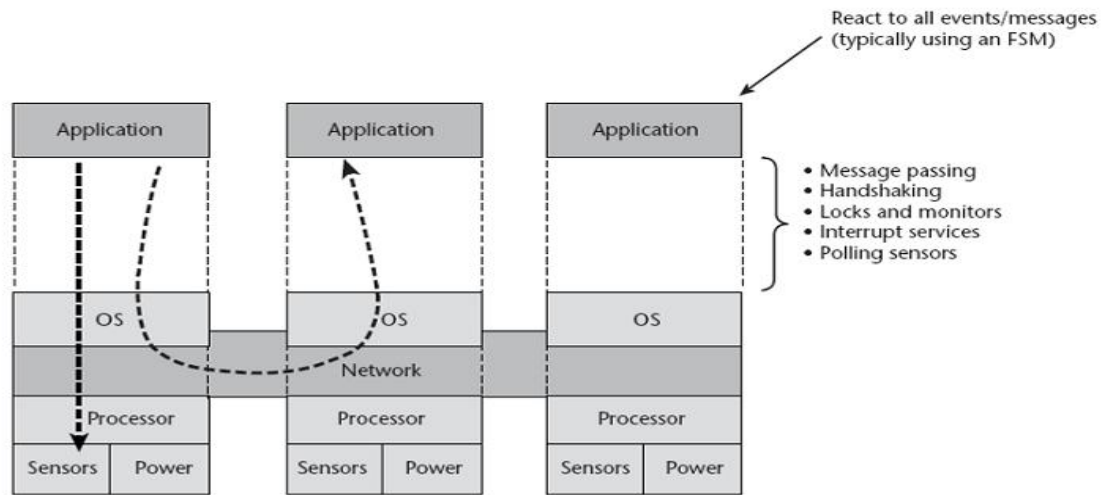 React to all events/messages
(typically using an FSM)
Application
Application
Application
• Message passing
• Handshaking
• Locks and monitors
• Interrupt services
• Polling sensors
OS
OS
OS
Network
Processor
Processor
Processor
Sensors
Power
Sensors
Power
Sensors
Power